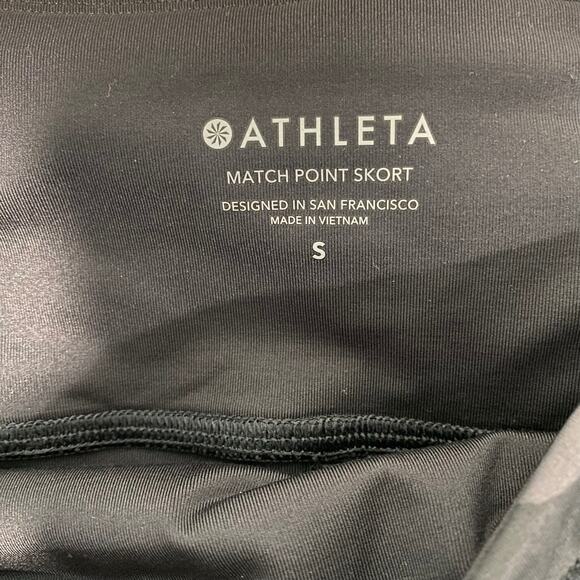 ATHLETA
MATCH POINT SKORT
DESIGNED IN SAN FRANCISCO
MADE IN VIETNAM
S